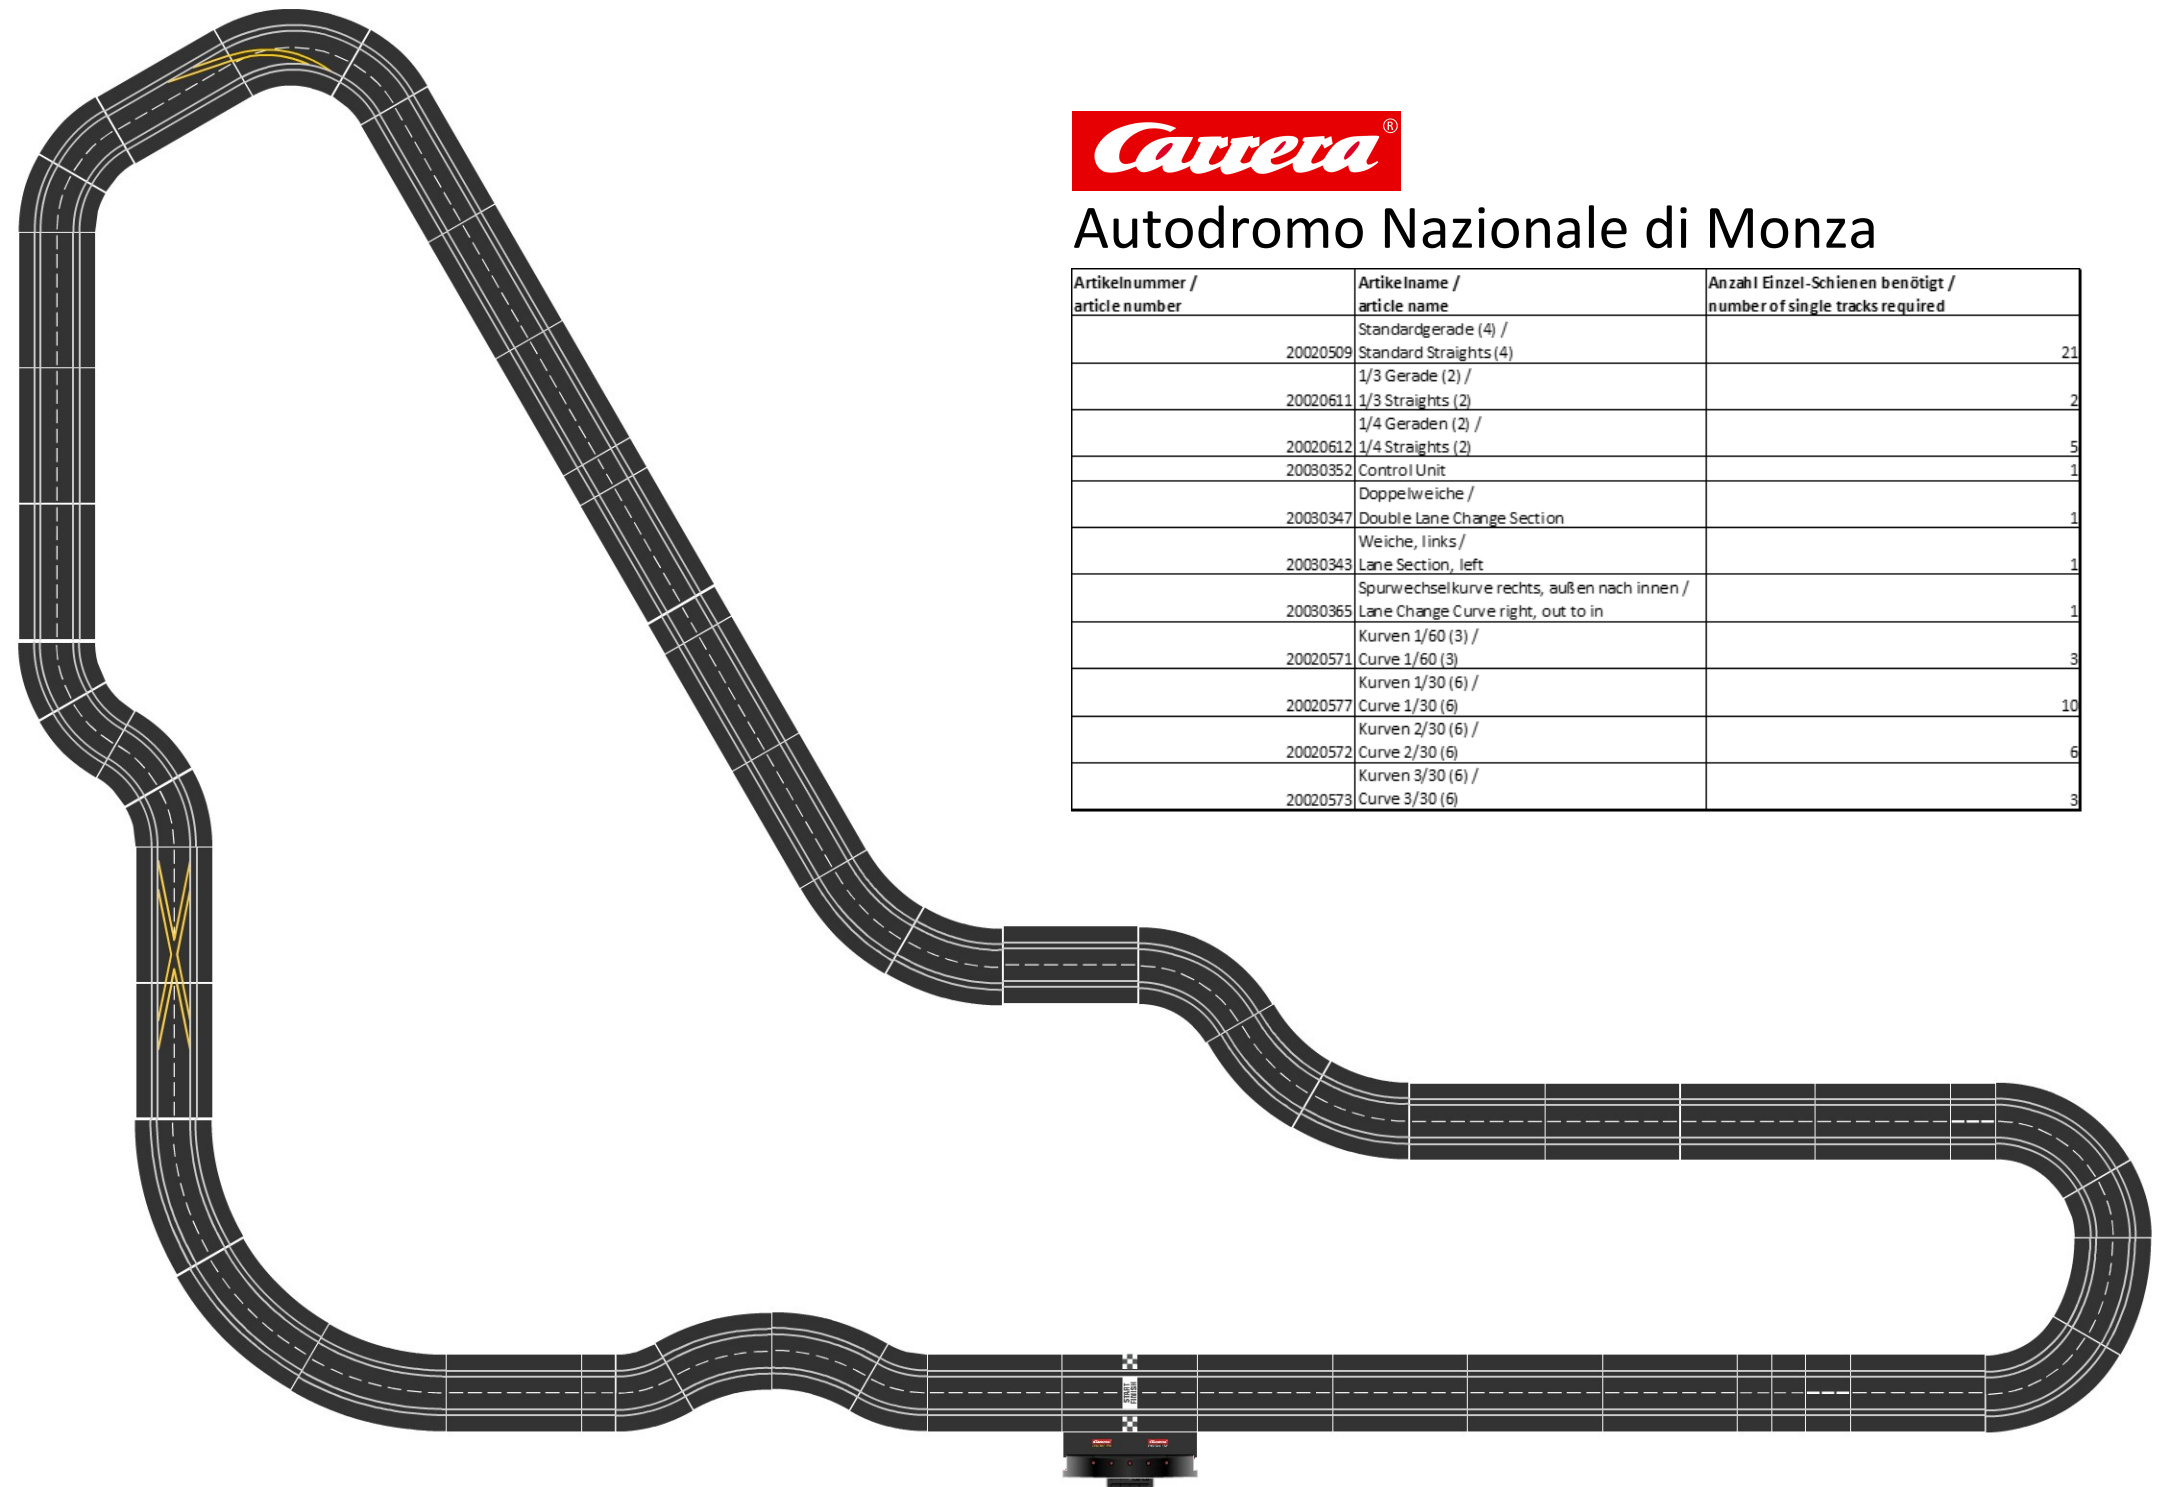 Carrera®
Autodromo Nazionale di Monza
Artikelnummer / Artikelname / Anzahl Einzel-Schienen benötigt /
article number article name number of single tracks required
Standardgerade (4) /
20020509 Standard Straights (4) 21
1/3 Gerade (2) /
20020611 1/3 Straights (2) 2
1/4 Geraden (2) /
20020612 1/4 Straights (2) 5
20030352 Control Unit 1
Doppelweiche /
20030347 Double Lane Change Section 1
Weiche, links /
20030343 Lane Section, left 1
Spurwechselkurve rechts, außen nach innen /
20030365 Lane Change Curve right, out to in 1
Kurven 1/60 (3) /
20020571 Curve 1/60 (3) 3
Kurven 1/30 (6) /
20020577 Curve 1/30 (6) 10
Kurven 2/30 (6) /
20020572 Curve 2/30 (6) 6
Kurven 3/30 (6) /
20020573 Curve 3/30 (6) 3
START
FINISH
Carrera Carrera